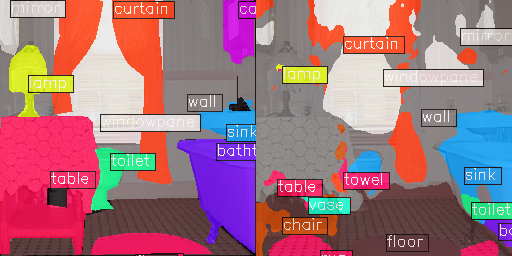 mirror
curtain
lamp
wall
windowpane
sink
toilet
table
curtain
mirror
lamp
windowpane
wall
sink
table
towel
vase
toilet
chair
floor